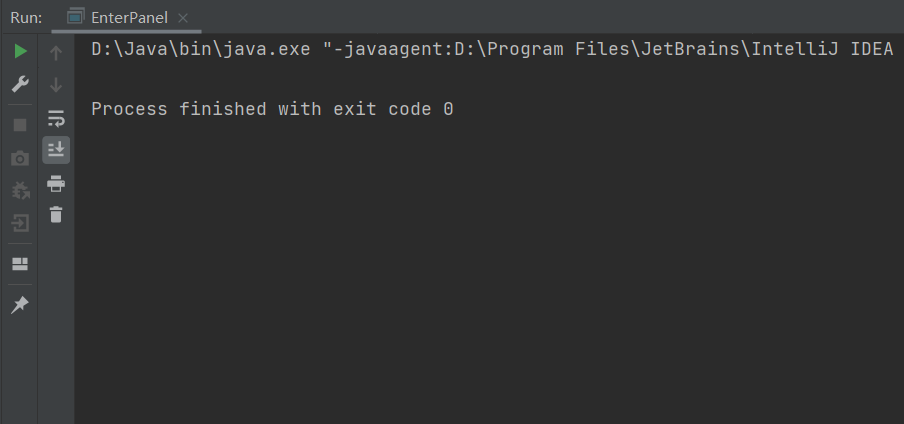 Run: EnterPanel
D:\Java\bin\java.exe "-javaagent:D:\Program Files\JetBrains\IntelliJ IDEA
Process finished with exit code 0